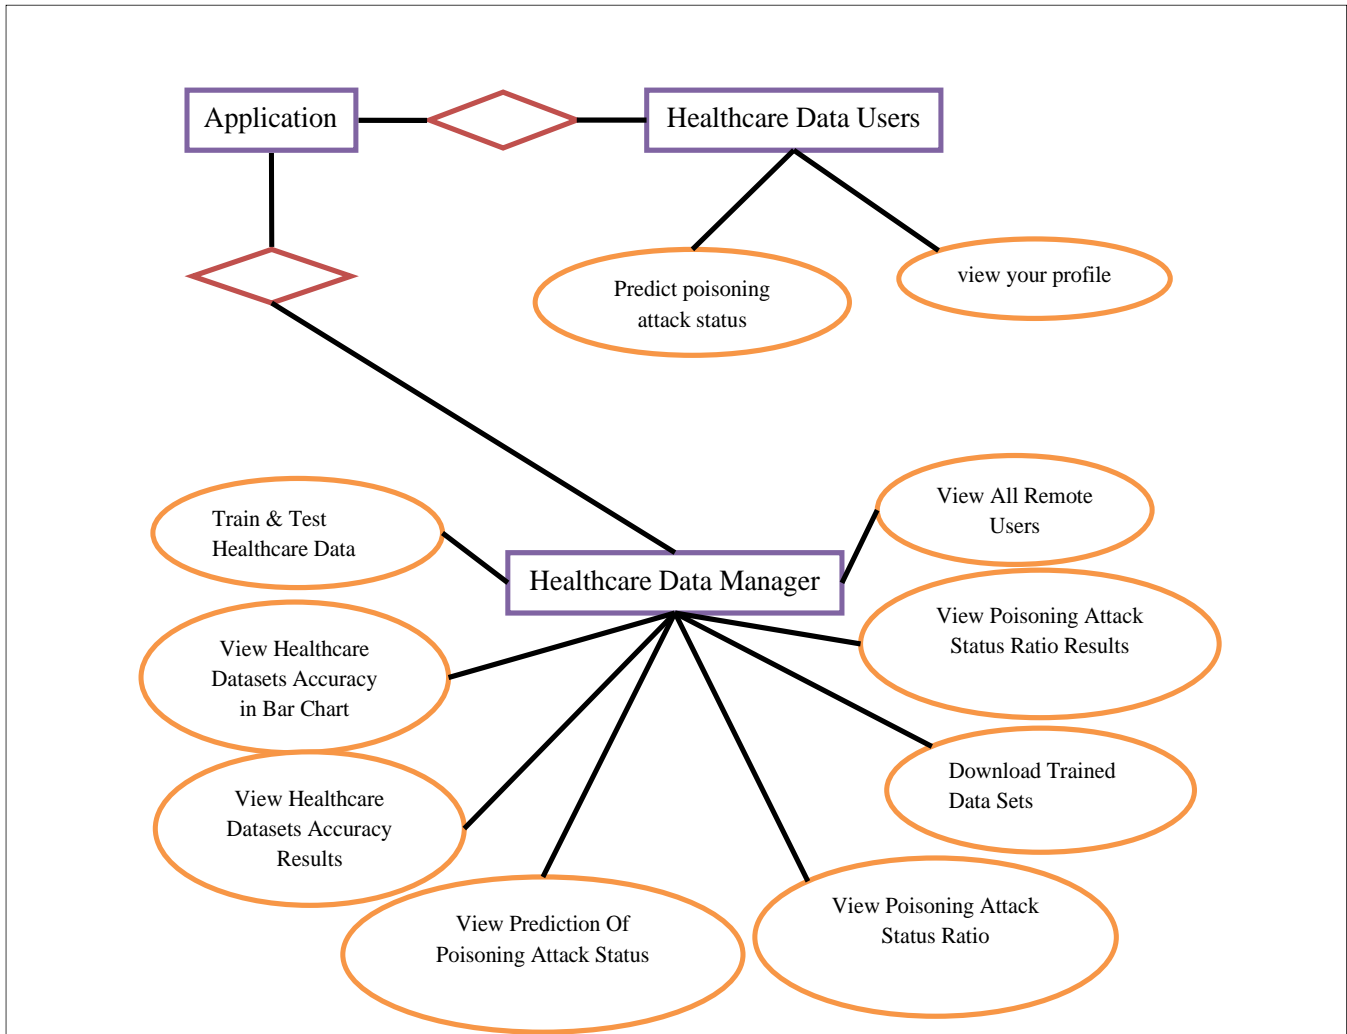 Application
Healthcare Data Users
Predict poisoning
attack status
view your profile
Train & Test
Healthcare Data
View All Remote
Users
Healthcare Data Manager
View Healthcare
Datasets Accuracy
in Bar Chart
View Poisoning Attack
Status Ratio Results
View Healthcare
Datasets Accuracy
Results
Download Trained
Data Sets
View Prediction Of
Poisoning Attack Status
View Poisoning Attack
Status Ratio